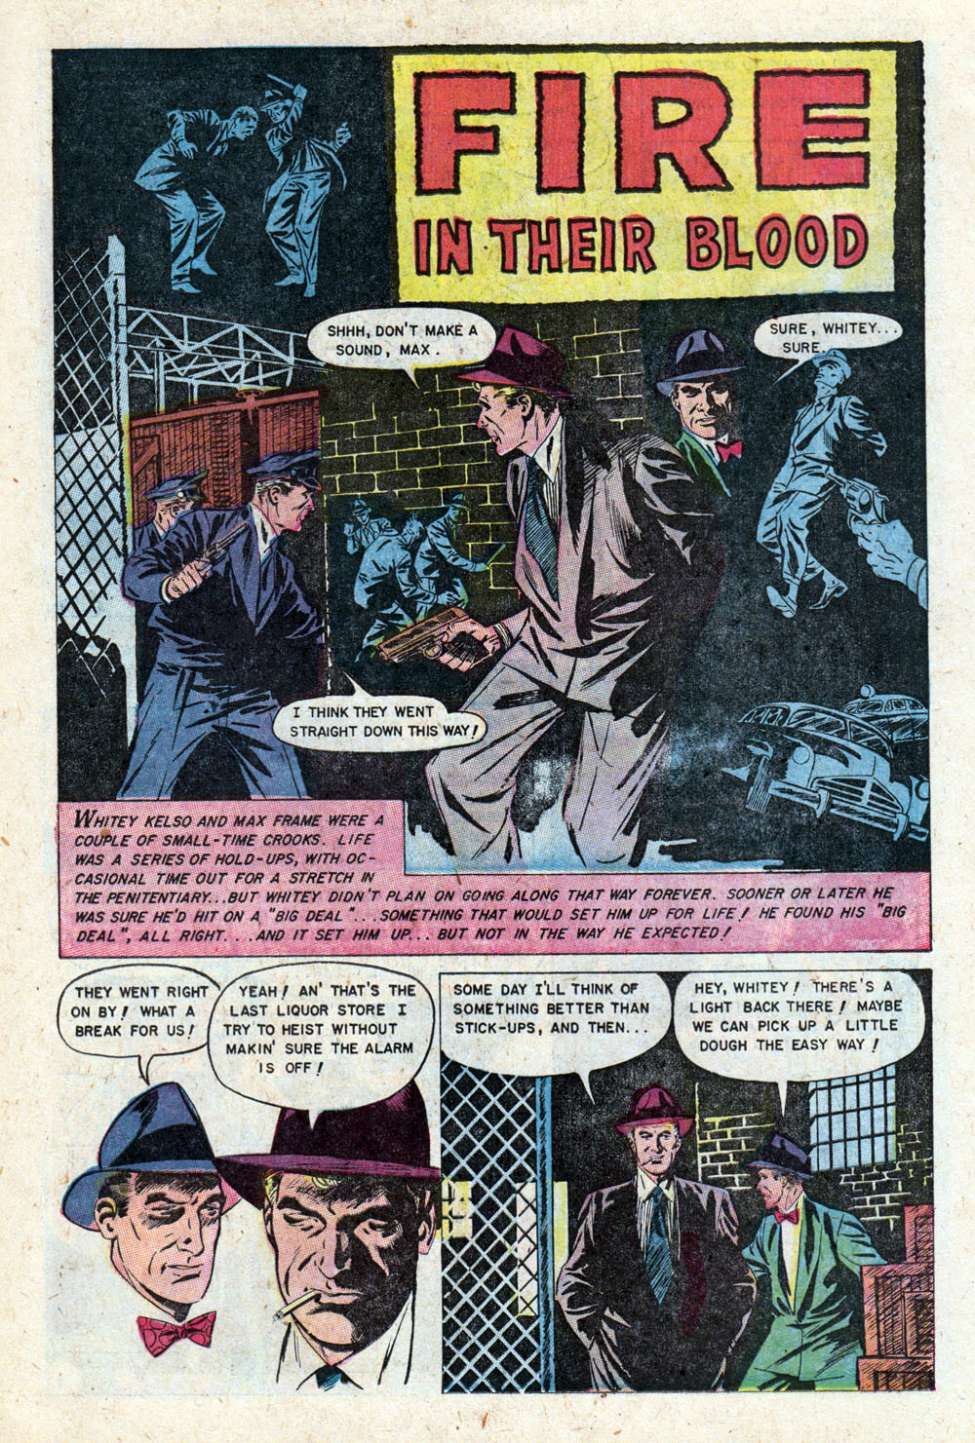 FIRE
IN THEIR BLOOD
SHHH, DON'T MAKE A
SOUND, MAX.
SURE, WHITEY...
SURE.
I THINK THEY WENT
STRAIGHT DOWN THIS WAY!
WHITEY KELSO AND MAX FRAME WERE A
COUPLE OF SMALL-TIME CROOKS. LIFE
WAS A SERIES OF HOLD-UPS, WITH OC-
CASIONAL TIME OUT FOR A STRETCH IN
THE PENITENTIARY...BUT WHITEY DIDN'T PLAN ON GOING ALONG THAT WAY FOREVER. SOONER OR LATER HE
WAS SURE HE'D HIT ON A "BIG DEAL"...SOMETHING THAT WOULD SET HIM UP FOR LIFE! HE FOUND HIS "BIG
DEAL", ALL RIGHT...AND IT SET HIM UP...BUT NOT IN THE WAY HE EXPECTED!
THEY WENT RIGHT
ON BY! WHAT A
BREAK FOR US!
YEAH! AN' THAT'S THE
LAST LIQUOR STORE I
TRY TO HEIST WITHOUT
MAKIN' SURE THE ALARM
IS OFF!
SOME DAY I'LL THINK OF
SOMETHING BETTER THAN
STICK-UPS, AND THEN...
HEY, WHITEY! THERE'S A
LIGHT BACK THERE! MAYBE
WE CAN PICK UP A LITTLE
DOUGH THE EASY WAY!